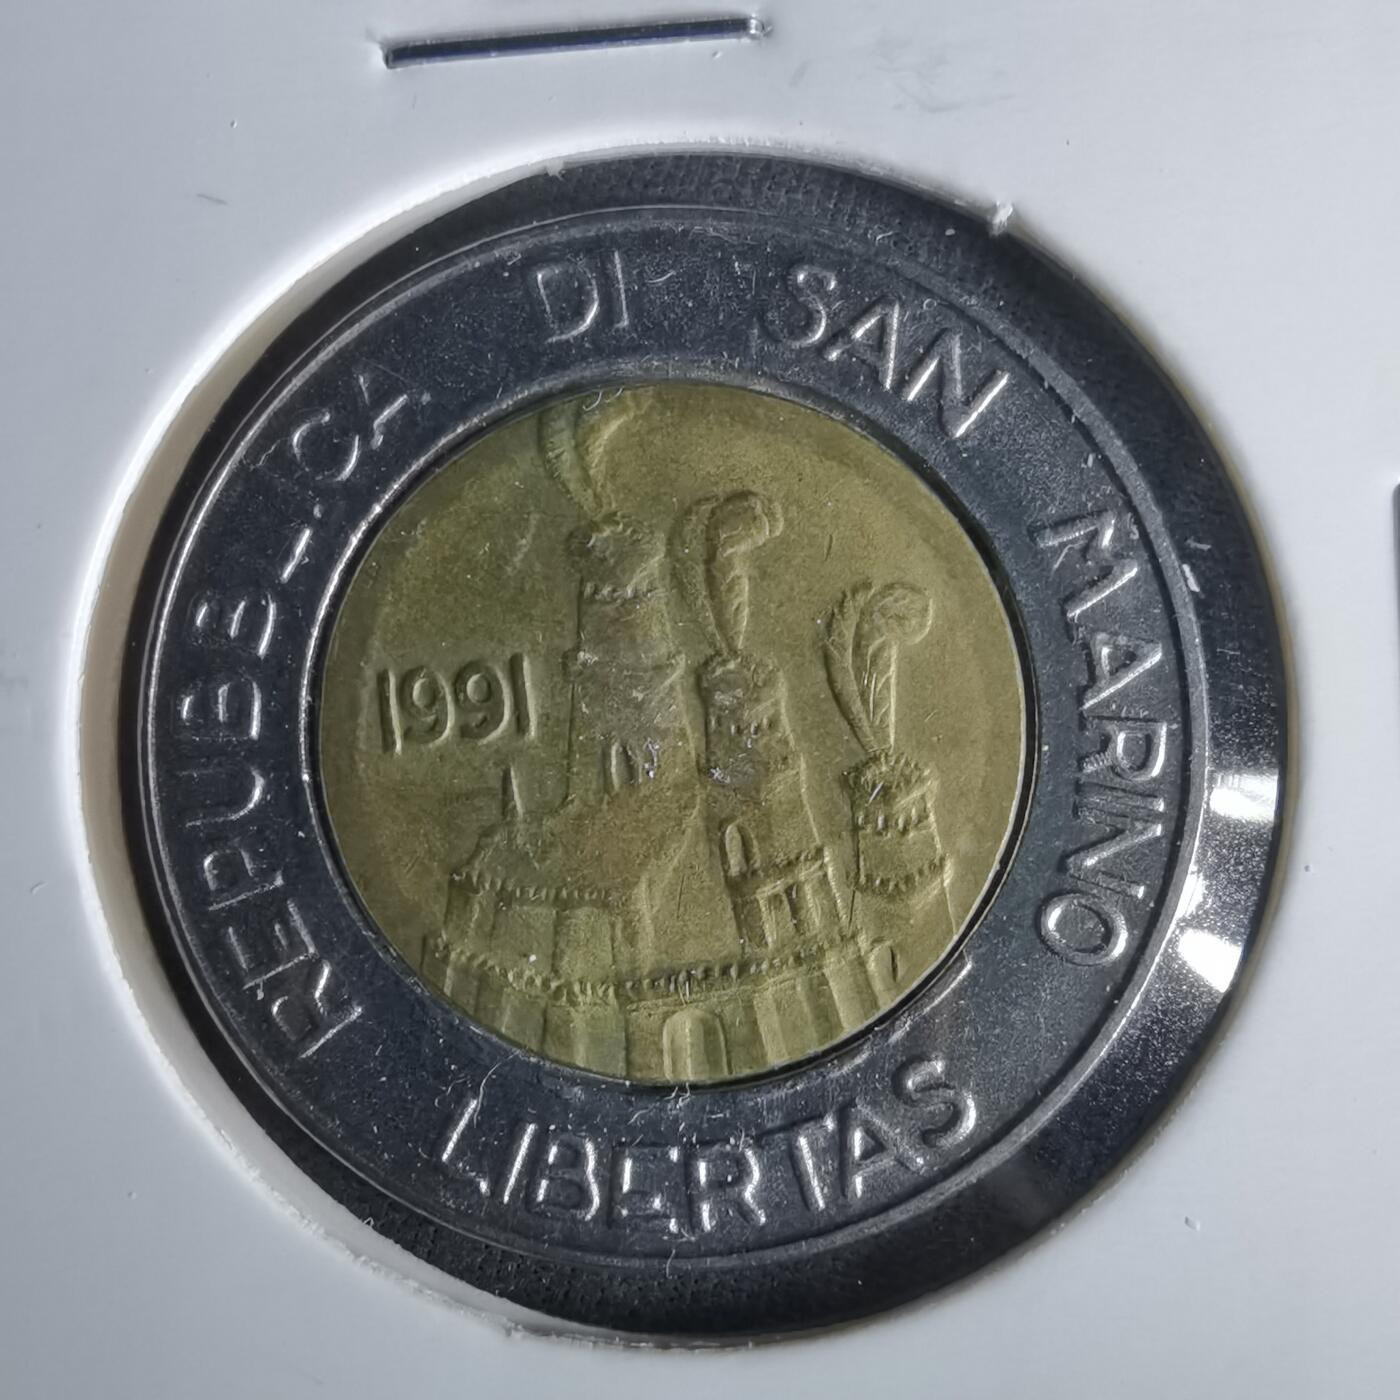 REPUBBLICA DI SAN MARINO
1991
LIBERTAS